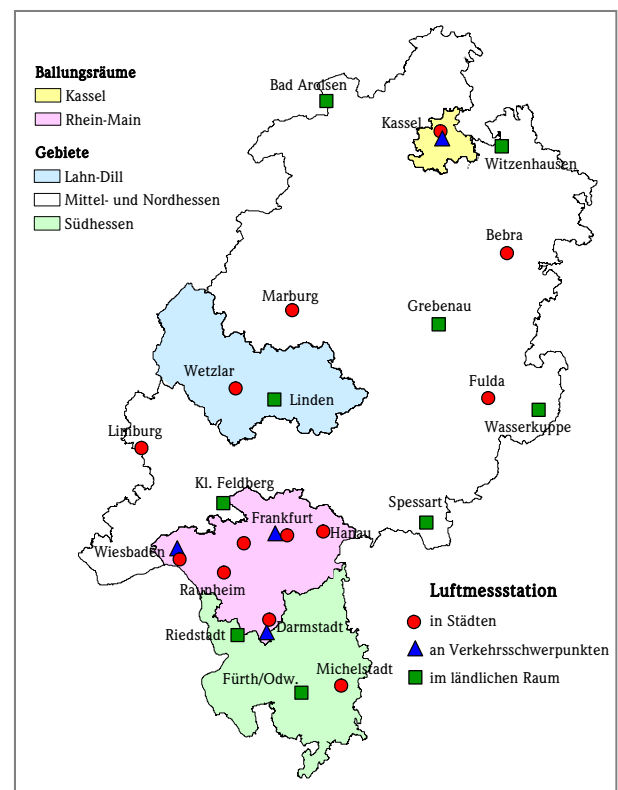 Ballungsräume
Kassel
Rhein-Main
Gebiete
Lahn-Dill
Mittel- und Nordhessen
Südhessen
Bad Arolsen
Kassel
Witzenhausen
Bebra
Marburg
Grebenau
Wetzlar
Linden
Fulda
Wasserkuppe
Limburg
Kl. Feldberg
Spessart
Frankfurt
Hanau
Wiesbaden
Raunheim
Riedstadt
Darmstadt
Fürth/Odw.
Michelstadt
Luftmessstation
in Städten
an Verkehrsschwerpunkten
im ländlichen Raum